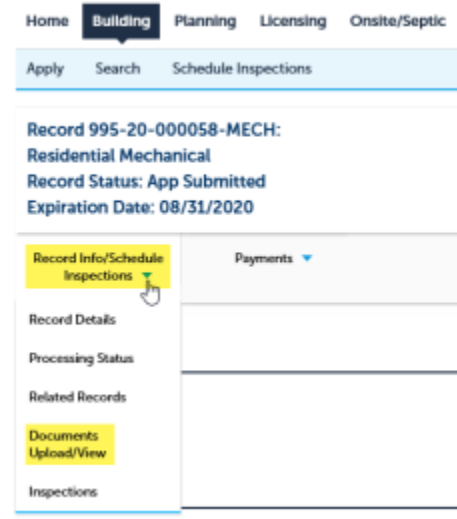 Home Building Planning Licensing Onsite/Septic
Apply Search Schedule Inspections
Record 995-20-000058-MECH:
Residential Mechanical
Record Status: App Submitted
Expiration Date: 08/31/2020
Record Info/Schedule
Inspections
Payments
Record Details
Processing Status
Related Records
Documents
Upload/View
Inspections